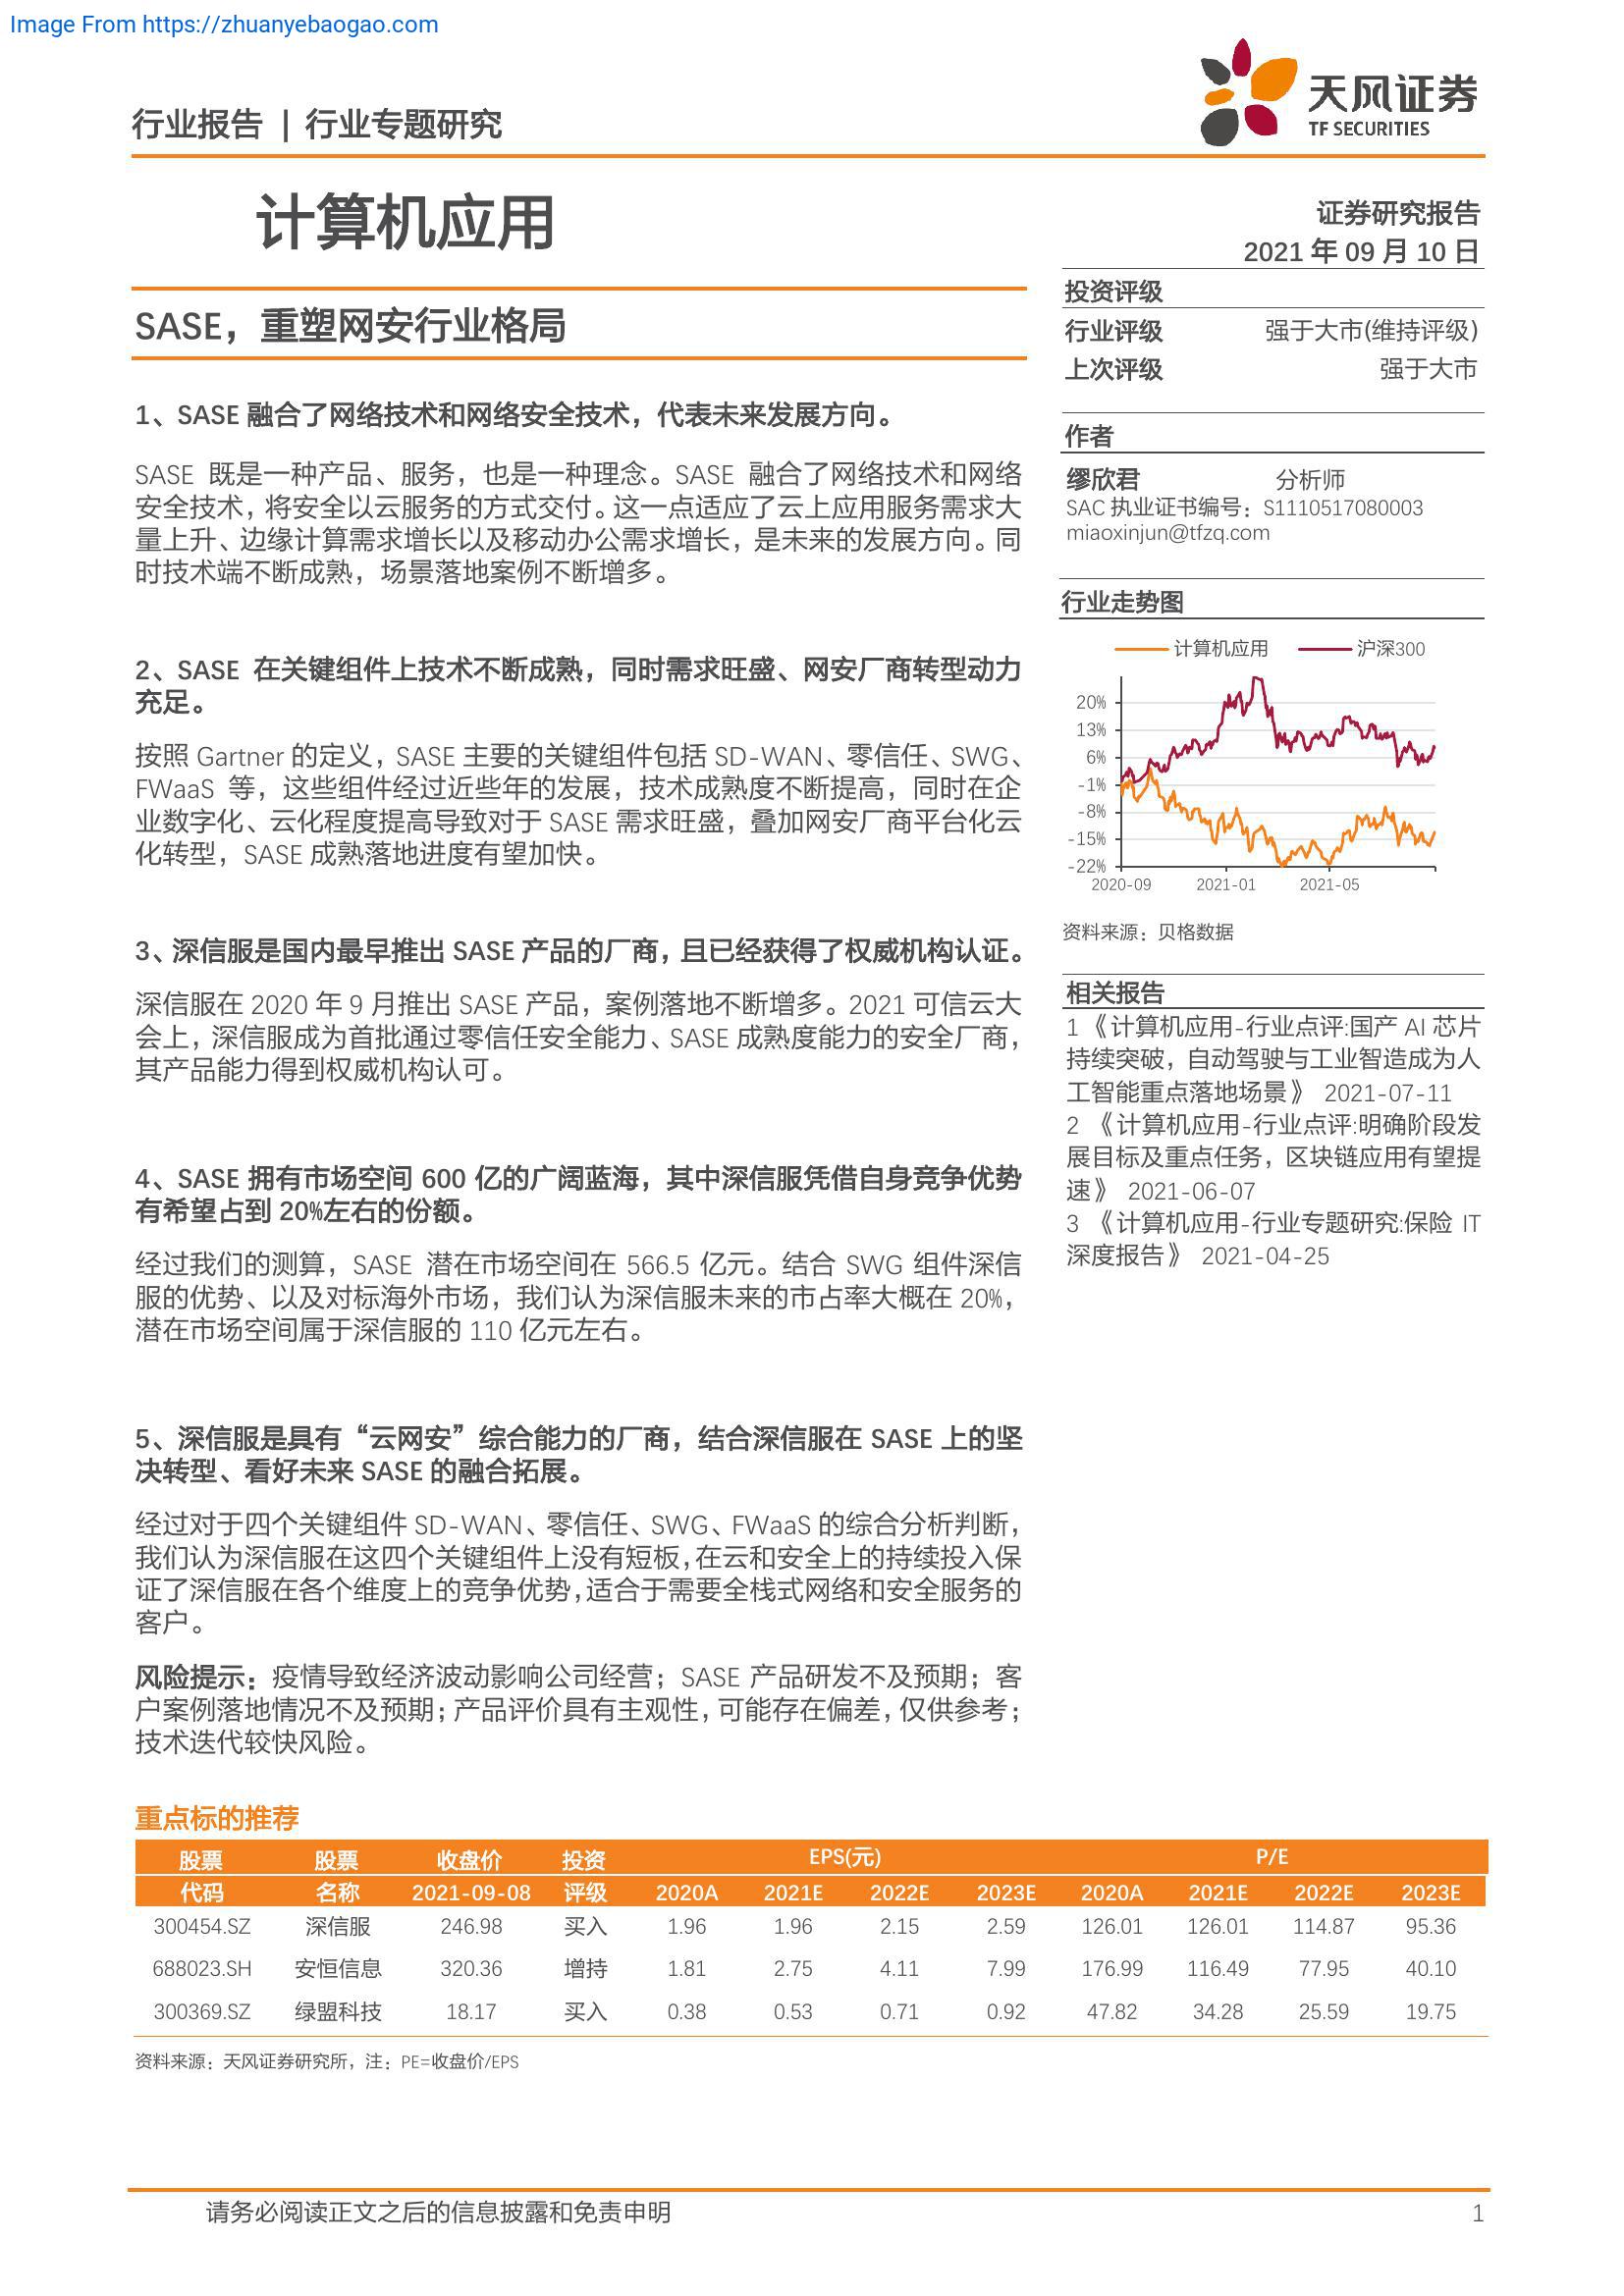 Image From https://zhuanyebaogao.com
行业报告 | 行业专题研究
天风证券
TF SECURITIES
计算机应用
证券研究报告
2021 年 09 月 10 日
SASE，重塑网安行业格局
投资评级
行业评级 强于大市(维持评级)
上次评级 强于大市
作者
缪欣君 分析师
SAC 执业证书编号：S1110517080003
miaoxinjun@tfzq.com
行业走势图
计算机应用 沪深300
20%
13%
6%
-1%
-8%
-15%
-22%
2020-09 2021-01 2021-05
资料来源：贝格数据
相关报告
1 《计算机应用-行业点评:国产 AI 芯片
持续突破，自动驾驶与工业智造成为人
工智能重点落地场景》 2021-07-11
2 《计算机应用-行业点评:明确阶段发
展目标及重点任务，区块链应用有望提
速》 2021-06-07
3 《计算机应用-行业专题研究:保险 IT
深度报告》 2021-04-25
1、SASE 融合了网络技术和网络安全技术，代表未来发展方向。
SASE 既是一种产品、服务，也是一种理念。SASE 融合了网络技术和网络
安全技术，将安全以云服务的方式交付。这一点适应了云上应用服务需求大
量上升、边缘计算需求增长以及移动办公需求增长，是未来的发展方向。同
时技术端不断成熟，场景落地案例不断增多。
2、SASE 在关键组件上技术不断成熟，同时需求旺盛、网安厂商转型动力
充足。
按照 Gartner 的定义，SASE 主要的关键组件包括 SD-WAN、零信任、SWG、
FWaaS 等，这些组件经过近些年的发展，技术成熟度不断提高，同时在企
业数字化、云化程度提高导致对于 SASE 需求旺盛，叠加网安厂商平台化云
化转型，SASE 成熟落地进度有望加快。
3、深信服是国内最早推出 SASE 产品的厂商，且已经获得了权威机构认证。
深信服在 2020 年 9 月推出 SASE 产品，案例落地不断增多。2021 可信云大
会上，深信服成为首批通过零信任安全能力、SASE 成熟度能力的安全厂商，
其产品能力得到权威机构认可。
4、SASE 拥有市场空间 600 亿的广阔蓝海，其中深信服凭借自身竞争优势
有希望占到 20%左右的份额。
经过我们的测算，SASE 潜在市场空间在 566.5 亿元。结合 SWG 组件深信
服的优势、以及对标海外市场，我们认为深信服未来的市占率大概在 20%，
潜在市场空间属于深信服的 110 亿元左右。
5、深信服是具有“云网安”综合能力的厂商，结合深信服在 SASE 上的坚
决转型、看好未来 SASE 的融合拓展。
经过对于四个关键组件 SD-WAN、零信任、SWG、FWaaS 的综合分析判断，
我们认为深信服在这四个关键组件上没有短板，在云和安全上的持续投入保
证了深信服在各个维度上的竞争优势，适合于需要全栈式网络和安全服务的
客户。
风险提示：疫情导致经济波动影响公司经营；SASE 产品研发不及预期；客
户案例落地情况不及预期；产品评价具有主观性，可能存在偏差，仅供参考；
技术迭代较快风险。
重点标的推荐
股票 股票 收盘价 投资 EPS(元) P/E
代码 名称 2021-09-08 评级 2020A 2021E 2022E 2023E 2020A 2021E 2022E 2023E
300454.SZ 深信服 246.98 买入 1.96 1.96 2.15 2.59 126.01 126.01 114.87 95.36
688023.SH 安恒信息 320.36 增持 1.81 2.75 4.11 7.99 176.99 116.49 77.95 40.10
300369.SZ 绿盟科技 18.17 买入 0.38 0.53 0.71 0.92 47.82 34.28 25.59 19.75
资料来源：天风证券研究所，注：PE=收盘价/EPS
请务必阅读正文之后的信息披露和免责申明 1